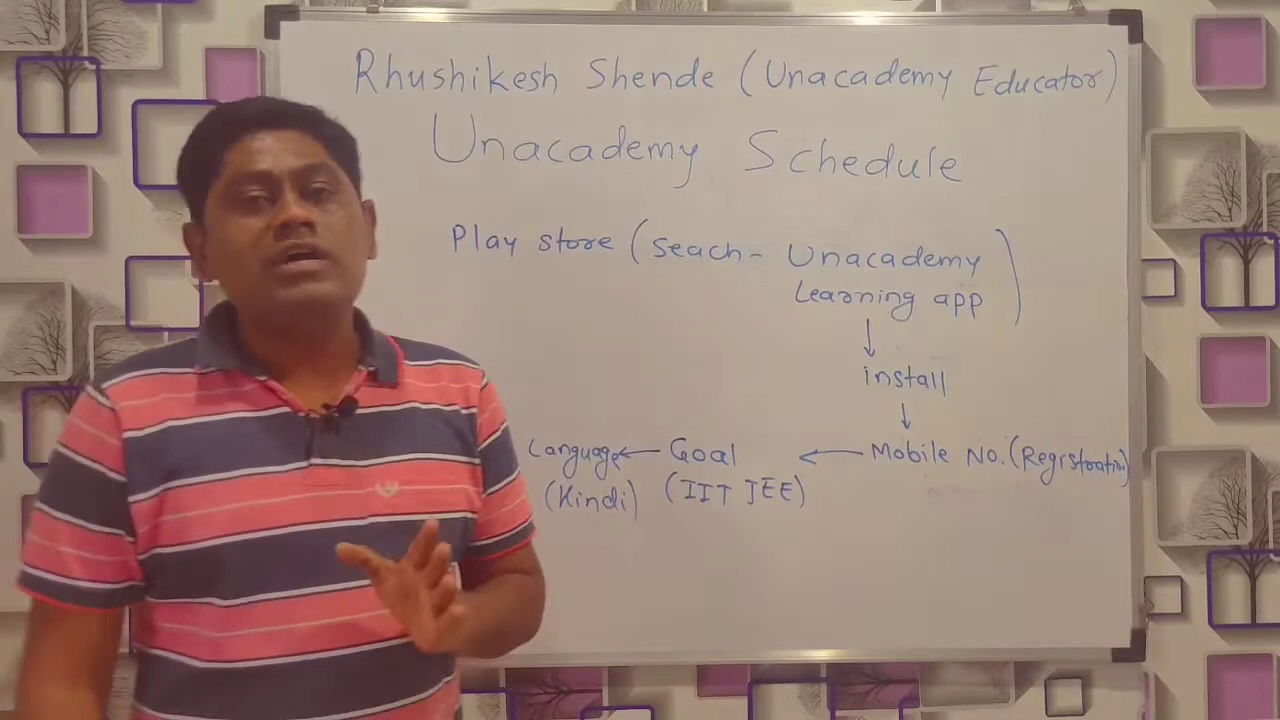 Rhushikesh Shende (Unacademy Educator)
Unacademy Schedule
Play store (Seach- Unacademy
Learning app)
↓
install
↓
Language ← Goal ← Mobile No. (Regrstration)
(Hindi) (IIT JEE)